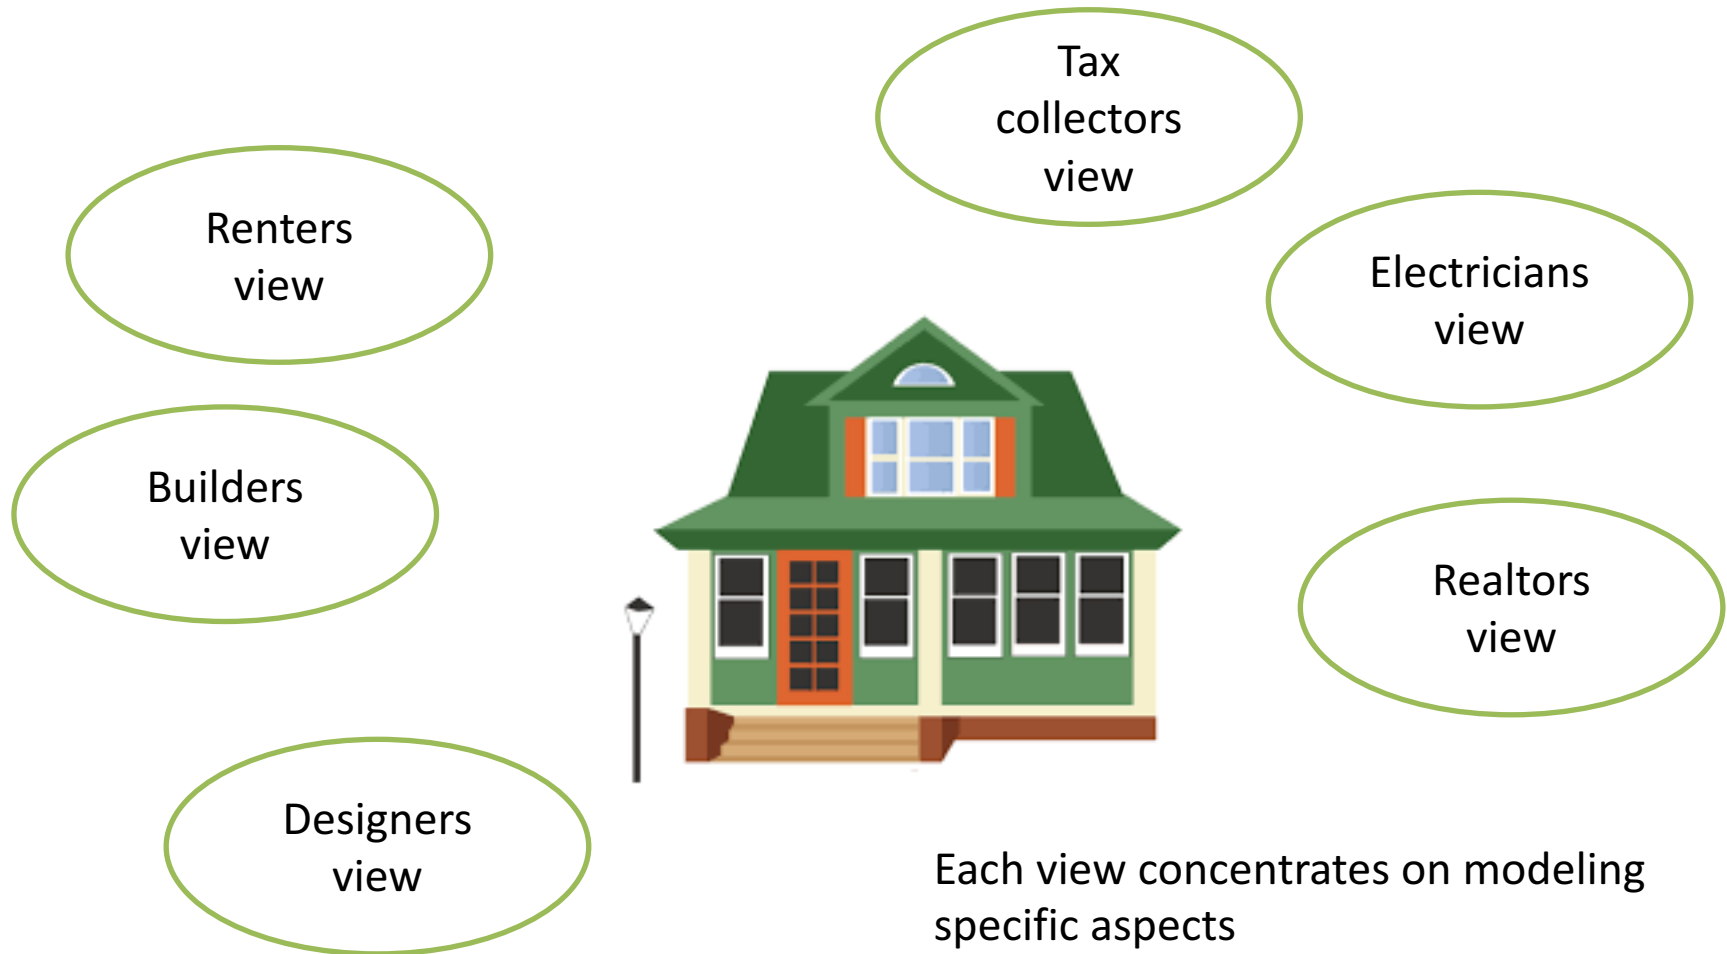 Tax
collectors
view
Renters
view
Electricians
view
Builders
view
Realtors
view
Designers
view
Each view concentrates on modeling
specific aspects